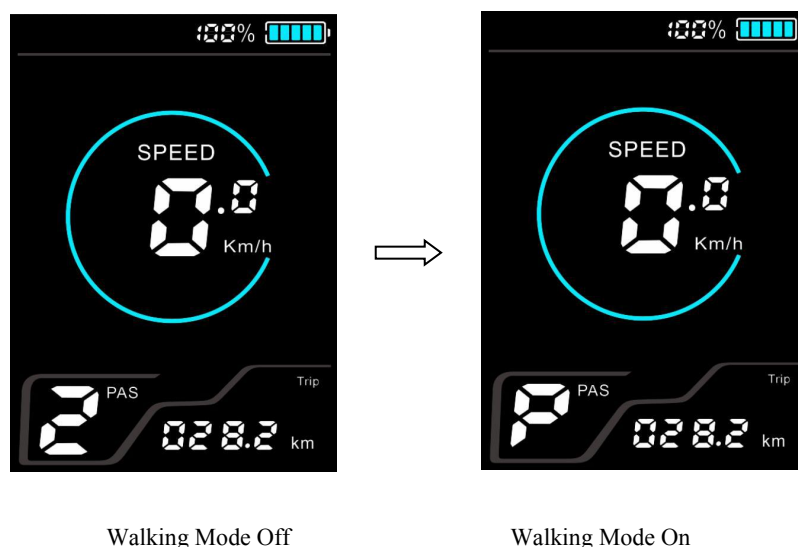 100%
SPEED
0.0
Km/h
2 PAS
Trip
028.2 km
100%
SPEED
0.0
Km/h
P PAS
Trip
028.2 km
Walking Mode Off
Walking Mode On